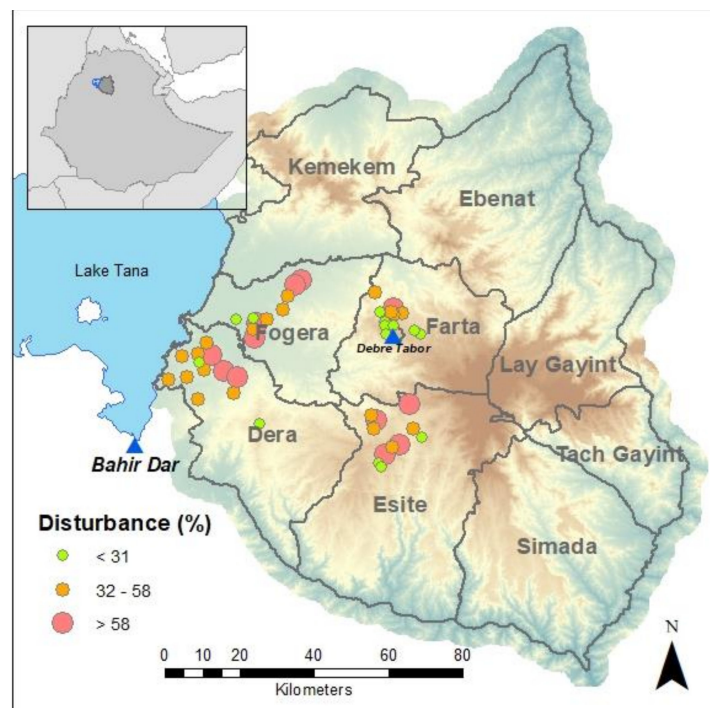 Kemekem
Ebenat
Lake Tana
Fogera
Farta
Debre Tabor
Lay Gayint
Dera
Tach Gayint
Bahir Dar
Esite
Simada
Disturbance (%)
< 31
32 - 58
> 58
N
0 10 20 40 60 80
Kilometers